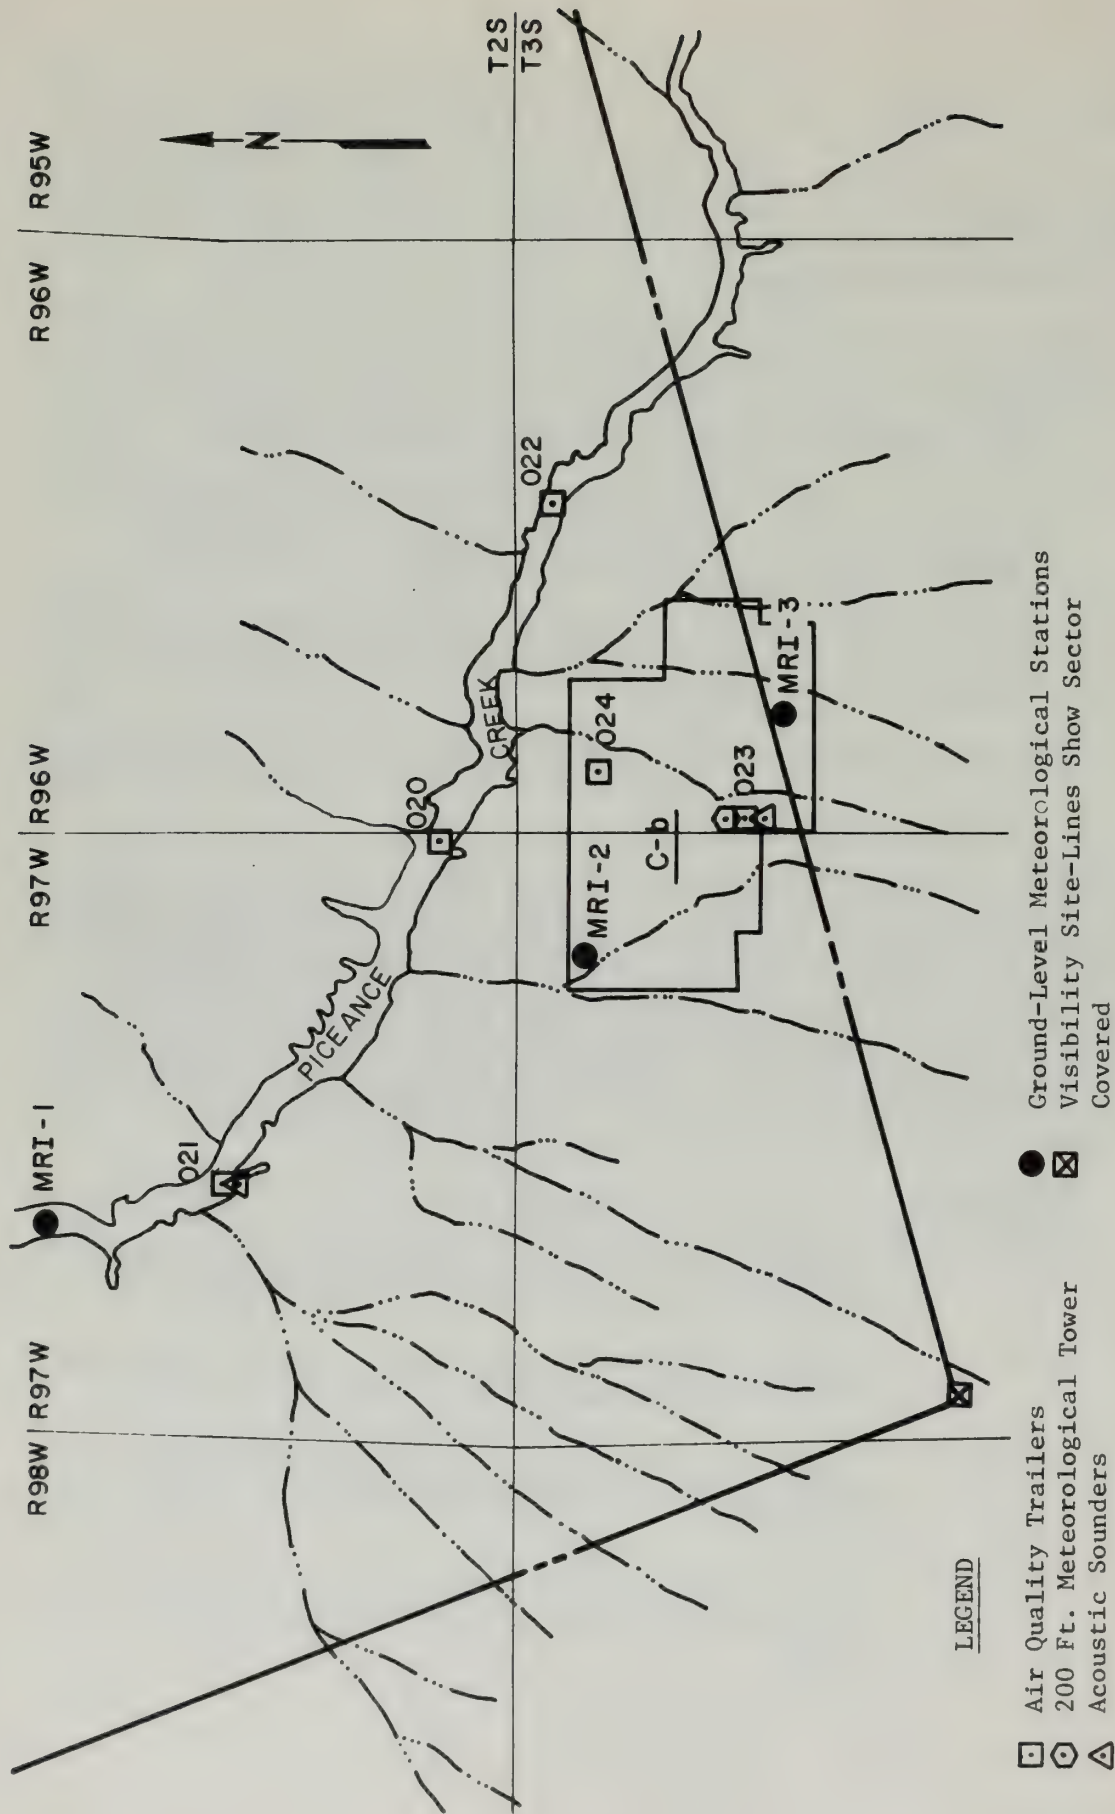 R98W | R97W
R97W | R96W
R96W
R95W
N
T2S
T3S
MRI-1
021
PICEANCE
020
CREEK
022
MRI-2
024
C-b
023
MRI-3
LEGEND
Air Quality Trailers
200 Ft. Meteorological Tower
Acoustic Sounders
Ground-Level Meteorological Stations
Visibility Site-Lines Show Sector
Covered